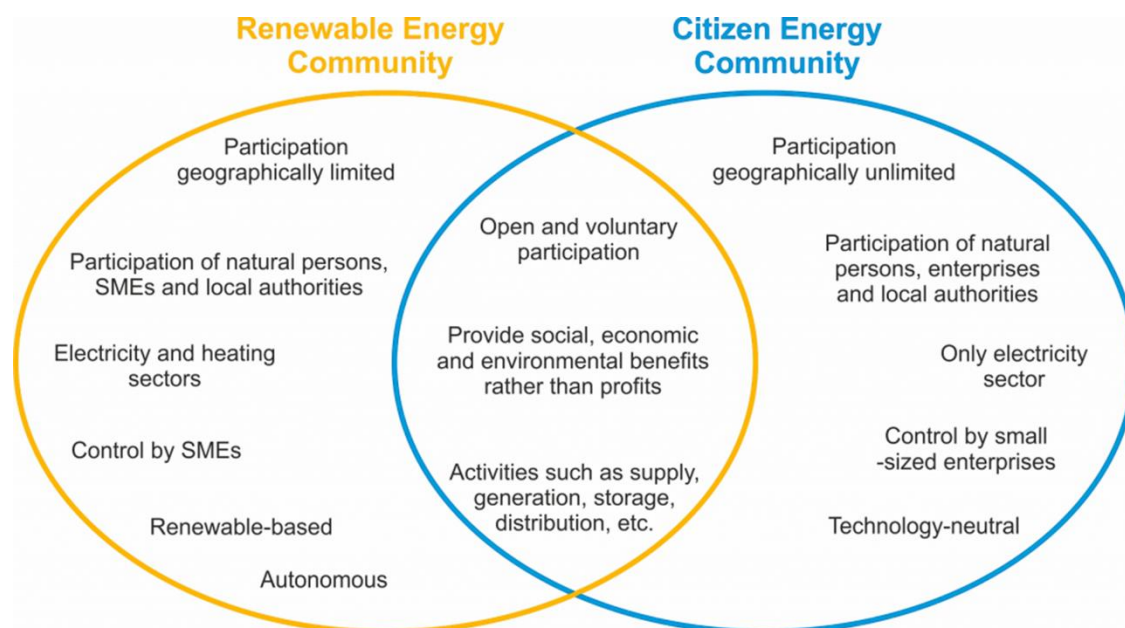 Renewable Energy
Community
Citizen Energy
Community
Participation
geographically limited
Participation of natural persons,
SMEs and local authorities
Electricity and heating
sectors
Control by SMEs
Renewable-based
Autonomous
Open and voluntary
participation
Provide social, economic
and environmental benefits
rather than profits
Activities such as supply,
generation, storage,
distribution, etc.
Participation
geographically unlimited
Participation of natural
persons, enterprises
and local authorities
Only electricity
sector
Control by small
-sized enterprises
Technology-neutral